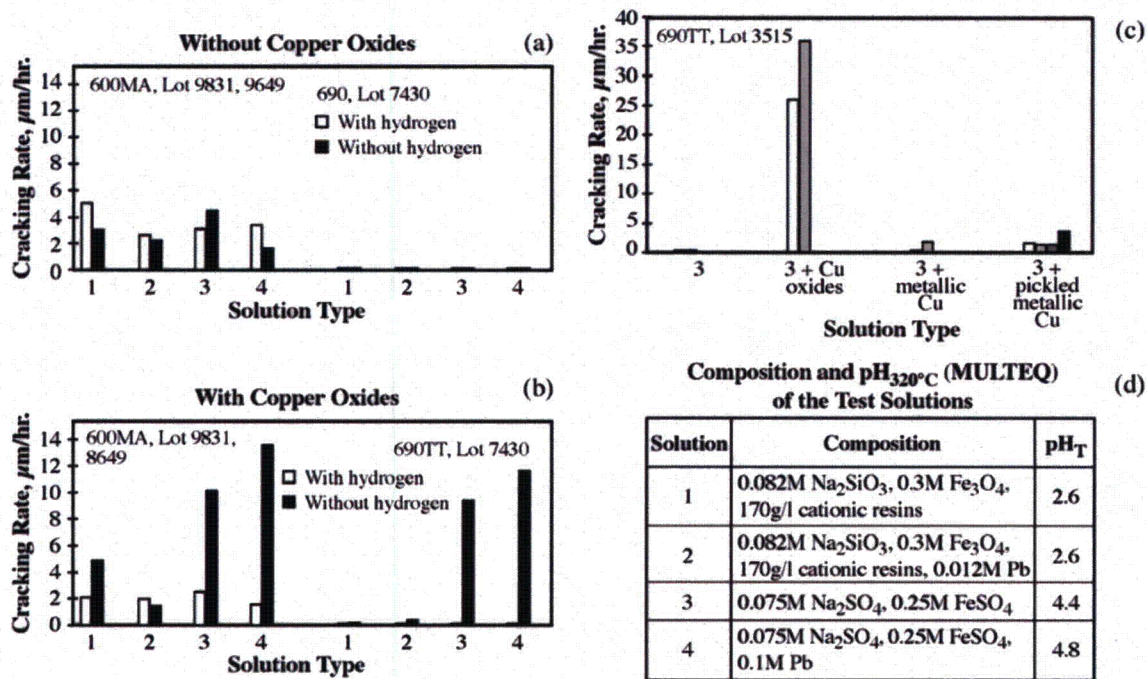 Without Copper Oxides
(a)
Cracking Rate, μm/hr.
14
12
10
8
6
4
2
0
600MA, Lot 9831, 9649
690, Lot 7430
With hydrogen
Without hydrogen
1 2 3 4 1 2 3 4
Solution Type
With Copper Oxides
(b)
Cracking Rate, μm/hr.
14
12
10
8
6
4
2
0
600MA, Lot 9831,
8649
690TT, Lot 7430
With hydrogen
Without hydrogen
1 2 3 4 1 2 3 4
Solution Type
(c)
Cracking Rate, μm/hr.
40
35
30
25
20
15
10
5
0
690TT, Lot 3515
3
3 + Cu
oxides
3 +
metallic
Cu
3 +
pickled
metallic
Cu
Solution Type
Composition and pH320°C (MULTEQ)
of the Test Solutions
(d)
Solution Composition pHT
1 0.082M Na2SiO3, 0.3M Fe3O4,
170g/l cationic resins 2.6
2 0.082M Na2SiO3, 0.3M Fe3O4,
170g/l cationic resins, 0.012M Pb 2.6
3 0.075M Na2SO4, 0.25M FeSO4 4.4
4 0.075M Na2SO4, 0.25M FeSO4,
0.1M Pb 4.8